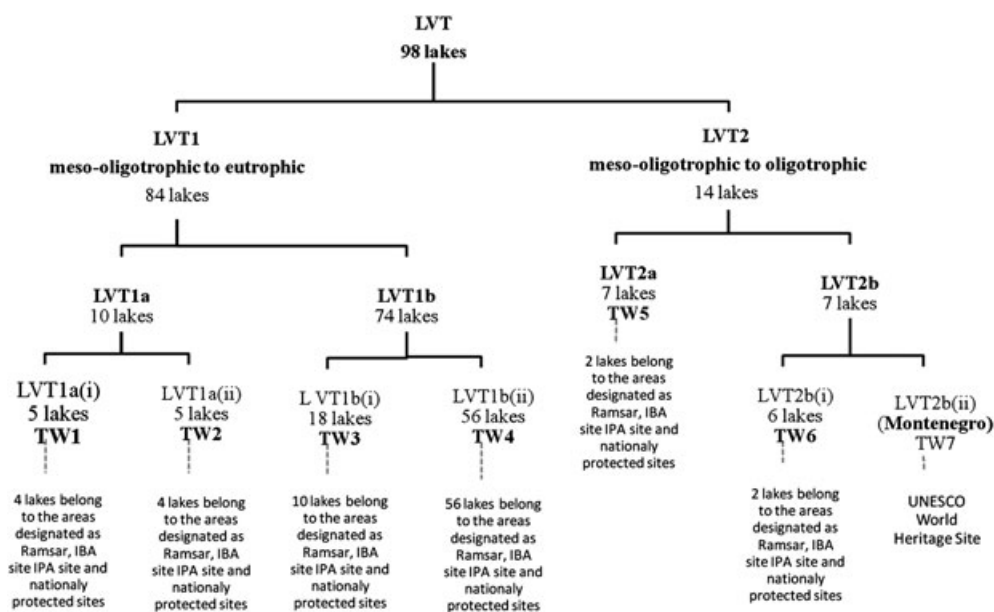 LVT
98 lakes
LVT1
meso-oligotrophic to eutrophic
84 lakes
LVT2
meso-oligotrophic to oligotrophic
14 lakes
LVT1a
10 lakes
LVT1b
74 lakes
LVT2a
7 lakes
TW5
2 lakes belong
to the areas
designated as
Ramsar, IBA
site IPA site and
nationaly
protected sites
LVT2b
7 lakes
LVT1a(i)
5 lakes
TW1
4 lakes belong
to the areas
designated as
Ramsar, IBA
site IPA site and
nationaly
protected sites
LVT1a(ii)
5 lakes
TW2
4 lakes belong
to the areas
designated as
Ramsar, IBA
site IPA site and
nationaly
protected sites
L VT1b(i)
18 lakes
TW3
10 lakes belong
to the areas
designated as
Ramsar, IBA
site IPA site and
nationaly
protected sites
LVT1b(ii)
56 lakes
TW4
56 lakes belong
to the areas
designated as
Ramsar, IBA
site IPA site and
nationaly
protected sites
LVT2b(i)
6 lakes
TW6
2 lakes belong
to the areas
designated as
Ramsar, IBA
site IPA site and
nationaly
protected sites
LVT2b(ii)
(Montenegro)
TW7
UNESCO
World
Heritage Site